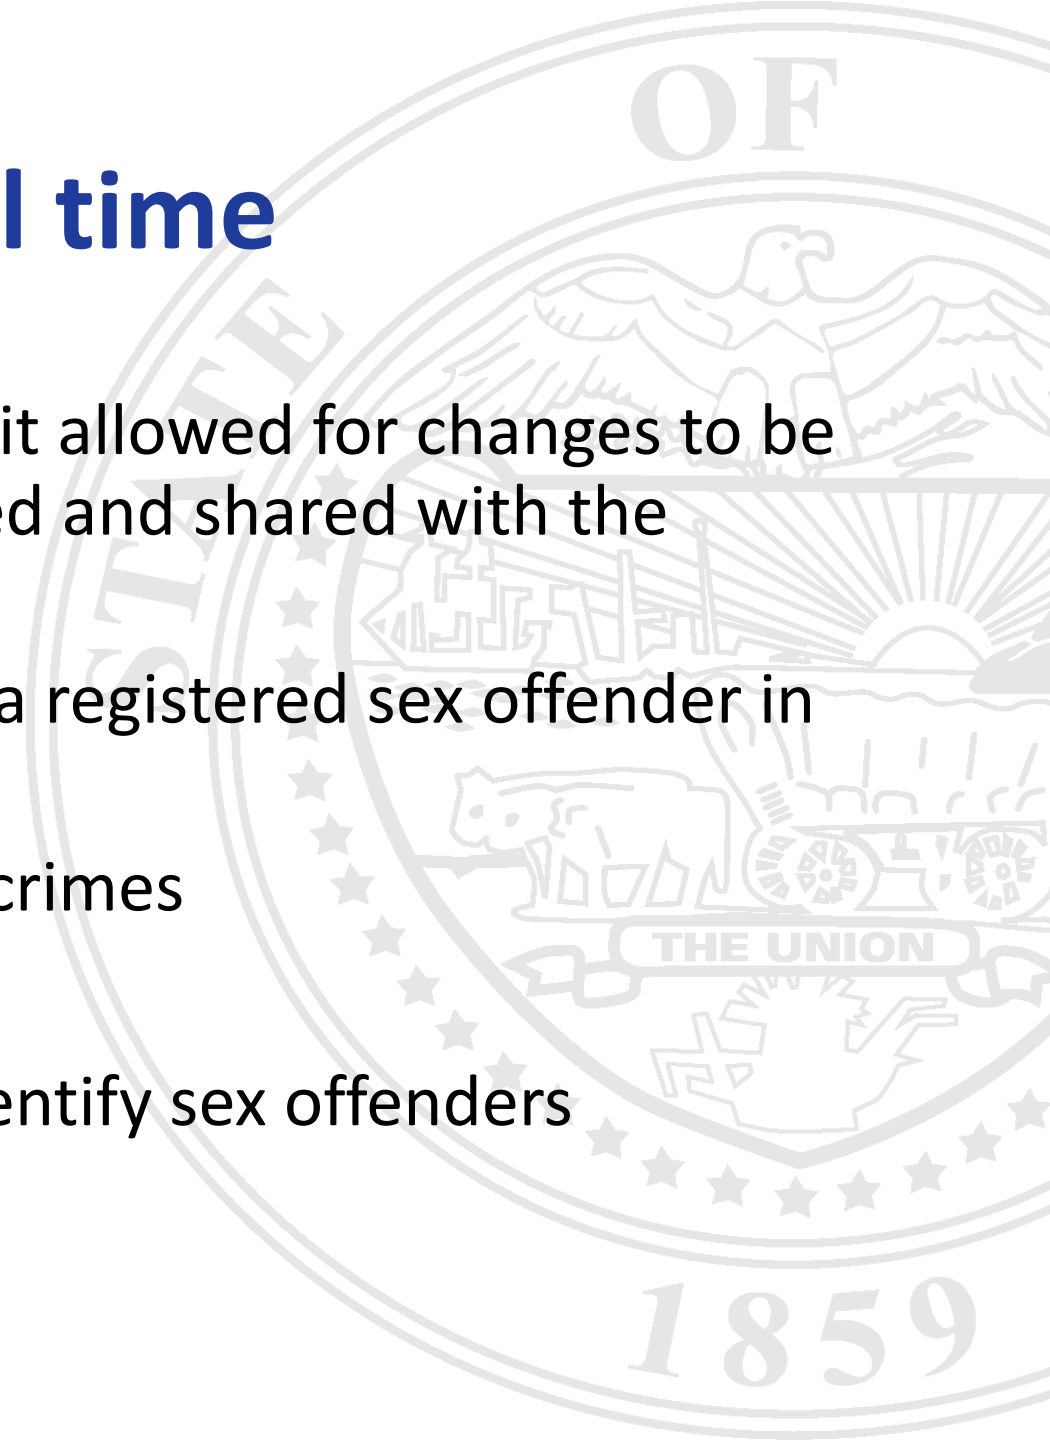 OF
STATE
l time
it allowed for changes to be
ed and shared with the
a registered sex offender in
crimes
entify sex offenders
THE UNION
1859